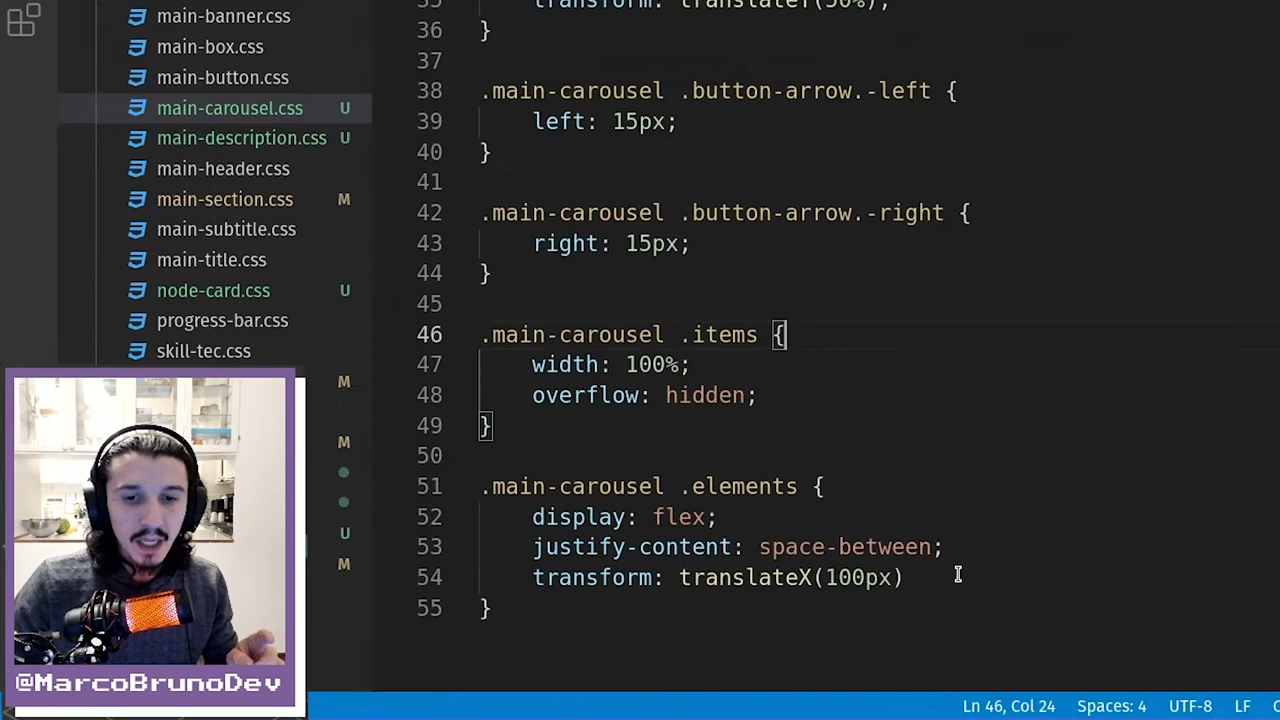 main-banner.css
main-box.css
main-button.css
main-carousel.css U
main-description.css U
main-header.css
main-section.css M
main-subtitle.css
main-title.css
node-card.css U
progress-bar.css
skill-tec.css
M
M
U
M
35 transform: translateY(50%);
36 }
37
38 .main-carousel .button-arrow.-left {
39 left: 15px;
40 }
41
42 .main-carousel .button-arrow.-right {
43 right: 15px;
44 }
45
46 .main-carousel .items {
47 width: 100%;
48 overflow: hidden;
49 }
50
51 .main-carousel .elements {
52 display: flex;
53 justify-content: space-between;
54 transform: translateX(100px)
55 }
@MarcoBrunoDev
Ln 46, Col 24 Spaces: 4 UTF-8 LF